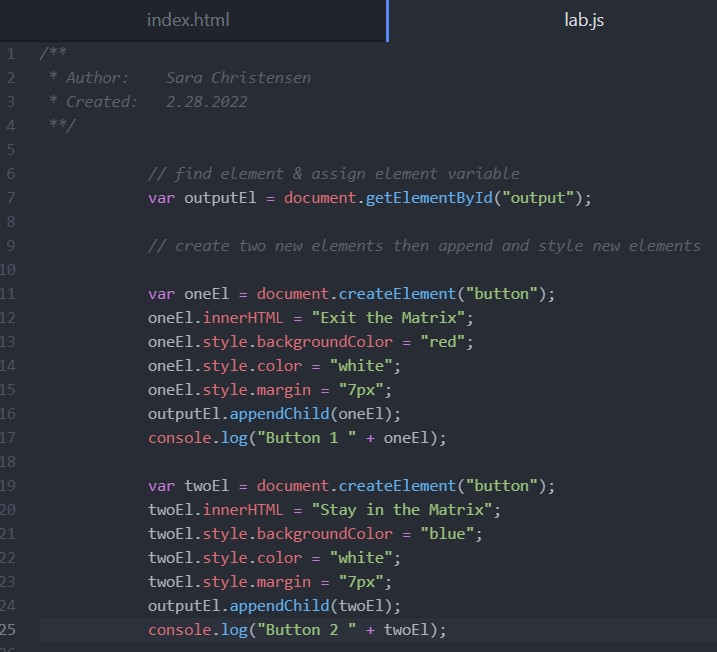 index.html lab.js
1 /**
2 * Author: Sara Christensen
3 * Created: 2.28.2022
4 **/
5
6 // find element & assign element variable
7 var outputEl = document.getElementById("output");
8
9 // create two new elements then append and style new elements
10
11 var oneEl = document.createElement("button");
12 oneEl.innerHTML = "Exit the Matrix";
13 oneEl.style.backgroundColor = "red";
14 oneEl.style.color = "white";
15 oneEl.style.margin = "7px";
16 outputEl.appendChild(oneEl);
17 console.log("Button 1 " + oneEl);
18
19 var twoEl = document.createElement("button");
20 twoEl.innerHTML = "Stay in the Matrix";
21 twoEl.style.backgroundColor = "blue";
22 twoEl.style.color = "white";
23 twoEl.style.margin = "7px";
24 outputEl.appendChild(twoEl);
25 console.log("Button 2 " + twoEl);